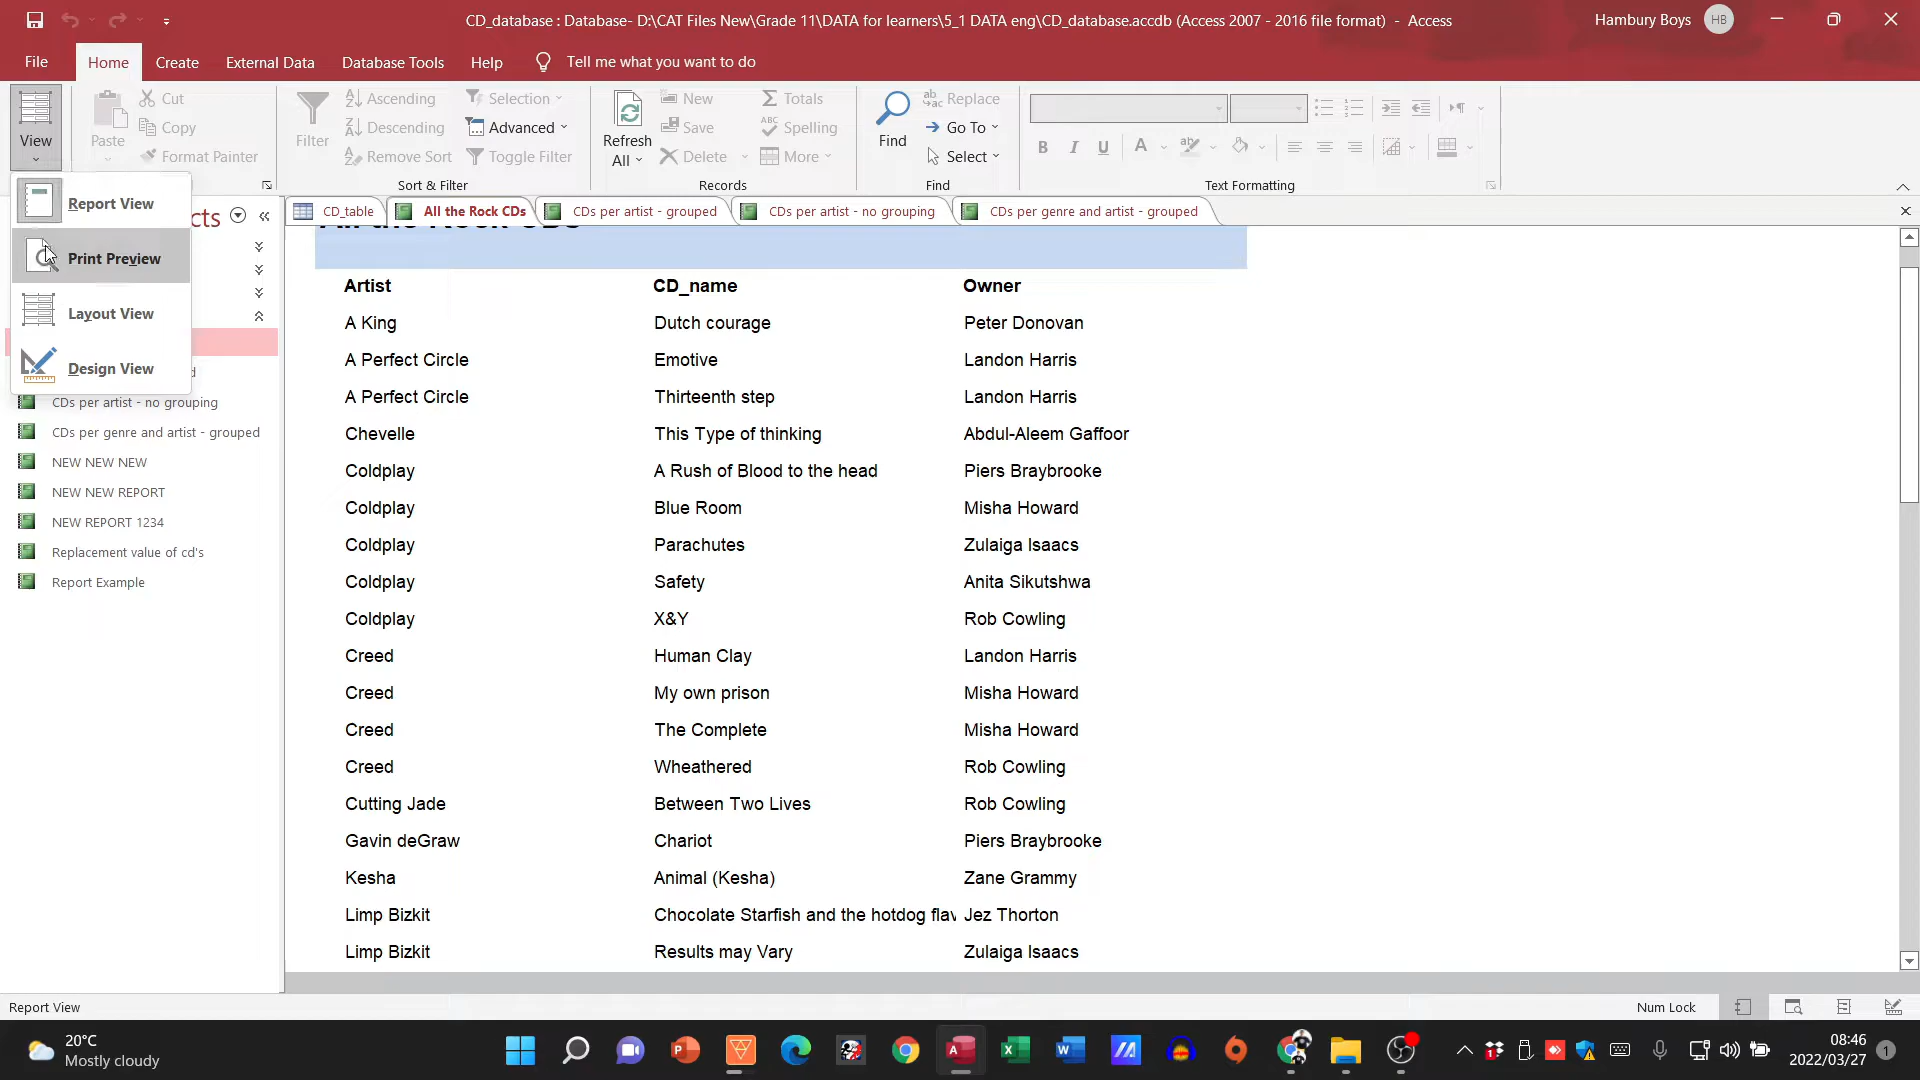 CD_database : Database- D:\CAT Files New\Grade 11\DATA for learners\5_1 DATA eng\CD_database.accdb (Access 2007 - 2016 file format) - Access
Hambury Boys
HB
File
Home
Create
External Data
Database Tools
Help
Tell me what you want to do
View
Paste
Cut
Copy
Format Painter
Filter
Ascending
Descending
Remove Sort
Selection
Advanced
Toggle Filter
Sort & Filter
Refresh
All
New
Save
Delete
Totals
Spelling
More
Records
Find
Replace
Go To
Select
Find
B I U A
Text Formatting
Report View
Print Preview
Layout View
Design View
cts
d
CDs per artist - no grouping
CDs per genre and artist - grouped
NEW NEW NEW
NEW NEW REPORT
NEW REPORT 1234
Replacement value of cd's
Report Example
CD_table
All the Rock CDs
CDs per artist - grouped
CDs per artist - no grouping
CDs per genre and artist - grouped
All the Rock CDs
Artist CD_name Owner
A King Dutch courage Peter Donovan
A Perfect Circle Emotive Landon Harris
A Perfect Circle Thirteenth step Landon Harris
Chevelle This Type of thinking Abdul-Aleem Gaffoor
Coldplay A Rush of Blood to the head Piers Braybrooke
Coldplay Blue Room Misha Howard
Coldplay Parachutes Zulaiga Isaacs
Coldplay Safety Anita Sikutshwa
Coldplay X&Y Rob Cowling
Creed Human Clay Landon Harris
Creed My own prison Misha Howard
Creed The Complete Misha Howard
Creed Wheathered Rob Cowling
Cutting Jade Between Two Lives Rob Cowling
Gavin deGraw Chariot Piers Braybrooke
Kesha Animal (Kesha) Zane Grammy
Limp Bizkit Chocolate Starfish and the hotdog flav Jez Thorton
Limp Bizkit Results may Vary Zulaiga Isaacs
Report View
Num Lock
20°C
Mostly cloudy
08:46
2022/03/27
1